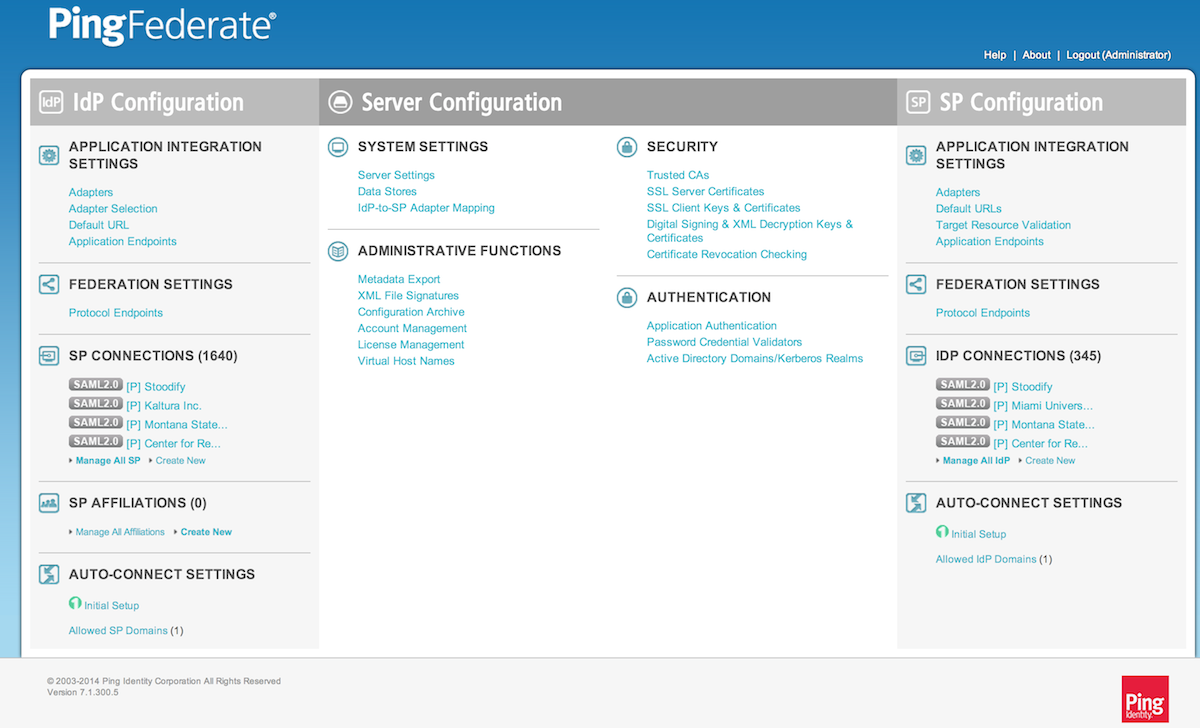 PingFederate®
Help | About | Logout (Administrator)
IdP IdP Configuration
APPLICATION INTEGRATION
SETTINGS
Adapters
Adapter Selection
Default URL
Application Endpoints
FEDERATION SETTINGS
Protocol Endpoints
SP CONNECTIONS (1640)
SAML2.0 [P] Stoodify
SAML2.0 [P] Kaltura Inc.
SAML2.0 [P] Montana State...
SAML2.0 [P] Center for Re...
Manage All SP Create New
SP AFFILIATIONS (0)
Manage All Affiliations Create New
AUTO-CONNECT SETTINGS
Initial Setup
Allowed SP Domains (1)
Server Configuration
SYSTEM SETTINGS
Server Settings
Data Stores
IdP-to-SP Adapter Mapping
ADMINISTRATIVE FUNCTIONS
Metadata Export
XML File Signatures
Configuration Archive
Account Management
License Management
Virtual Host Names
SECURITY
Trusted CAs
SSL Server Certificates
SSL Client Keys & Certificates
Digital Signing & XML Decryption Keys &
Certificates
Certificate Revocation Checking
AUTHENTICATION
Application Authentication
Password Credential Validators
Active Directory Domains/Kerberos Realms
SP SP Configuration
APPLICATION INTEGRATION
SETTINGS
Adapters
Default URLs
Target Resource Validation
Application Endpoints
FEDERATION SETTINGS
Protocol Endpoints
IDP CONNECTIONS (345)
SAML2.0 [P] Stoodify
SAML2.0 [P] Miami Univers...
SAML2.0 [P] Montana State...
SAML2.0 [P] Center for Re...
Manage All IdP Create New
AUTO-CONNECT SETTINGS
Initial Setup
Allowed IdP Domains (1)
© 2003-2014 Ping Identity Corporation All Rights Reserved
Version 7.1.300.5
Ping
Identity